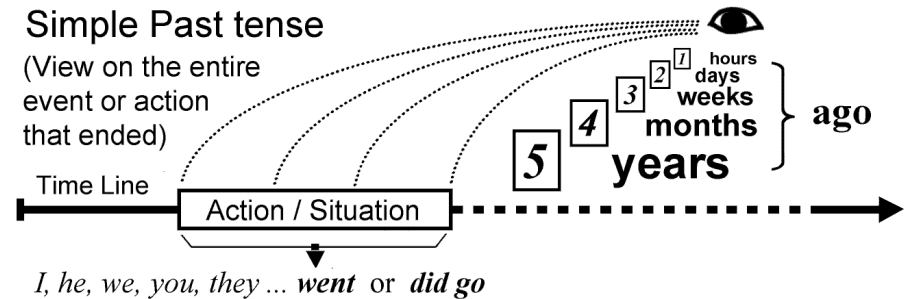 Simple Past tense
(View on the entire
event or action
that ended)
1 hours
2 days
3 weeks
4 months
5 years
ago
Time Line
Action / Situation
I, he, we, you, they ... went or did go